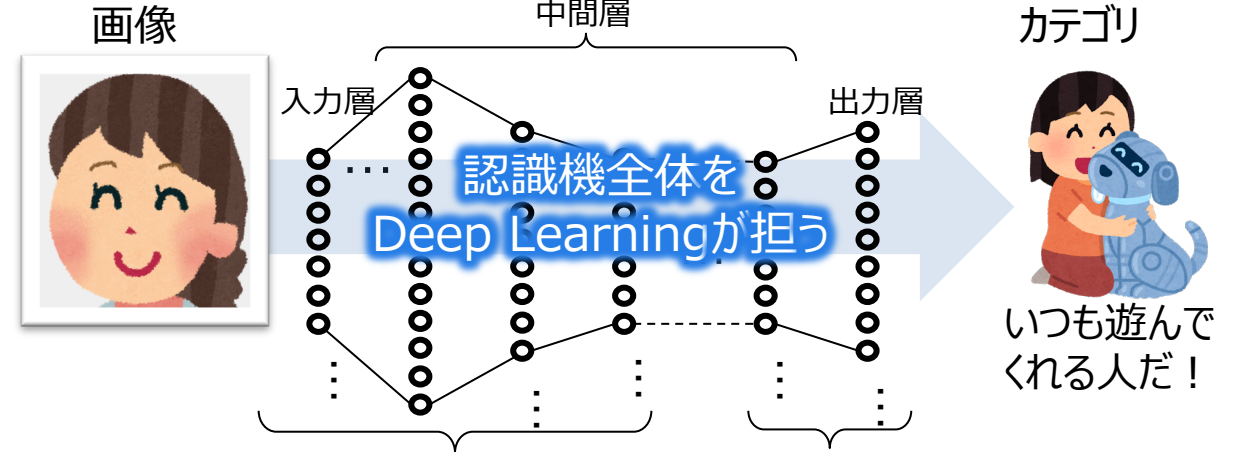 画像
中間層
カテゴリ
入力層
出力層
…
認識機全体を
Deep Learningが担う
いつも遊んで
くれる人だ！